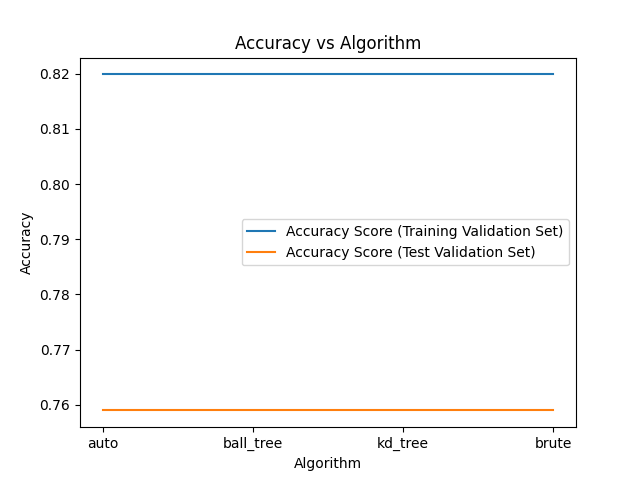 Accuracy vs Algorithm
0.82
0.81
0.80
0.79
0.78
0.77
0.76
Accuracy
Accuracy Score (Training Validation Set)
Accuracy Score (Test Validation Set)
auto ball_tree kd_tree brute
Algorithm